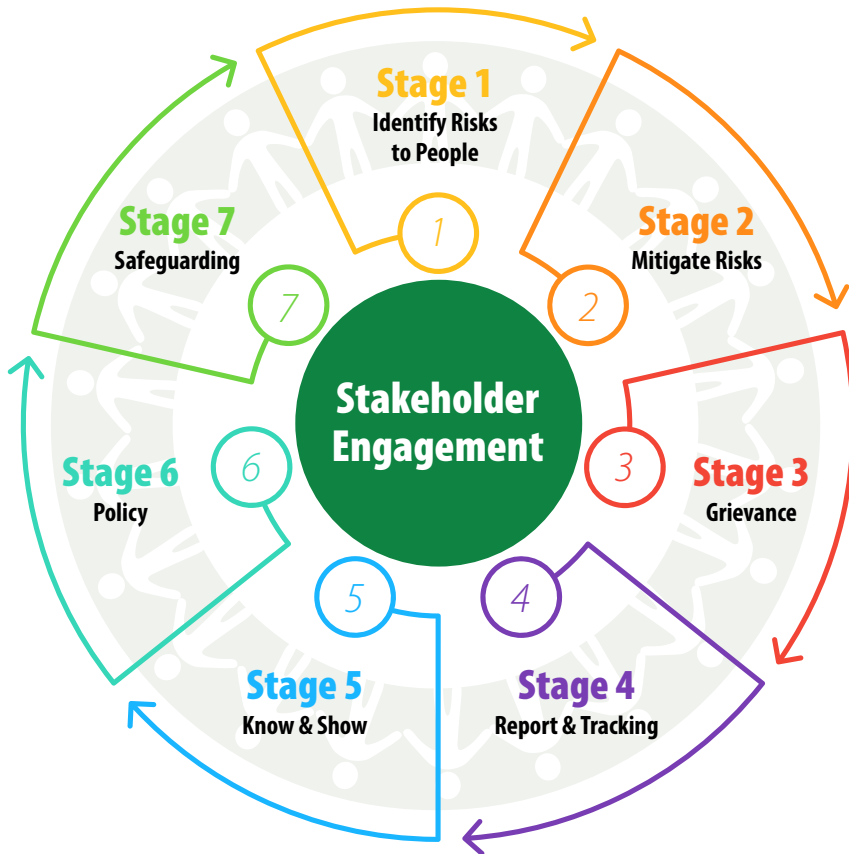 Stage 1
Identify Risks
to People
1
Stage 2
Mitigate Risks
2
Stage 3
Grievance
3
Stage 4
Report & Tracking
4
Stage 5
Know & Show
5
Stage 6
Policy
6
Stage 7
Safeguarding
7
Stakeholder
Engagement